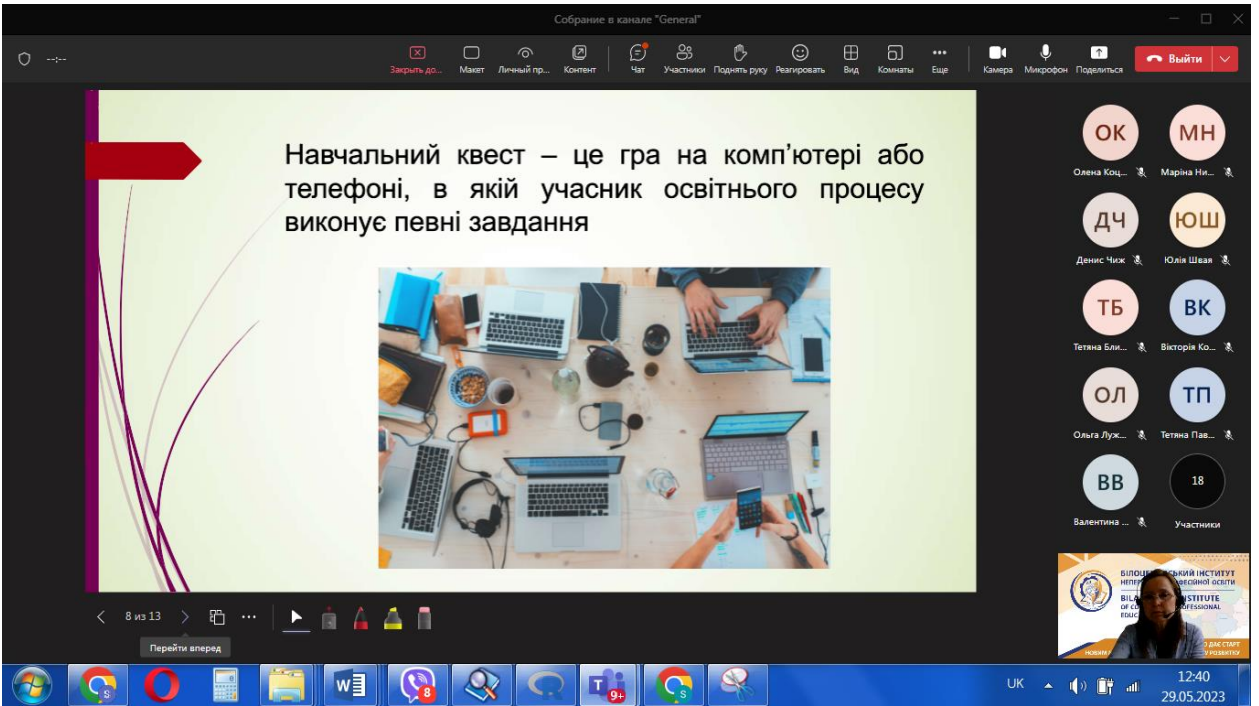 Собрание в канале "General"
--:--
Закрыть до...
Макет
Личный пр...
Контент
Чат
Участники
Поднять руку
Реагировать
Вид
Комнаты
Еще
Камера
Микрофон
Поделиться
Выйти
Навчальний квест – це гра на комп'ютері або
телефоні, в якій учасник освітнього процесу
виконує певні завдання
ОК
МН
Олена Коц...
Маріна Ни...
ДЧ
ЮШ
Денис Чиж
Юлія Швая
ТБ
ВК
Тетяна Бли...
Вікторія Ко...
ОЛ
ТП
Ольга Луж...
Тетяна Пав...
ВВ
18
Валентина ...
Участники
ІНСТИТУТ
8 из 13
Перейти вперед
8
9+
UK
12:40
29.05.2023